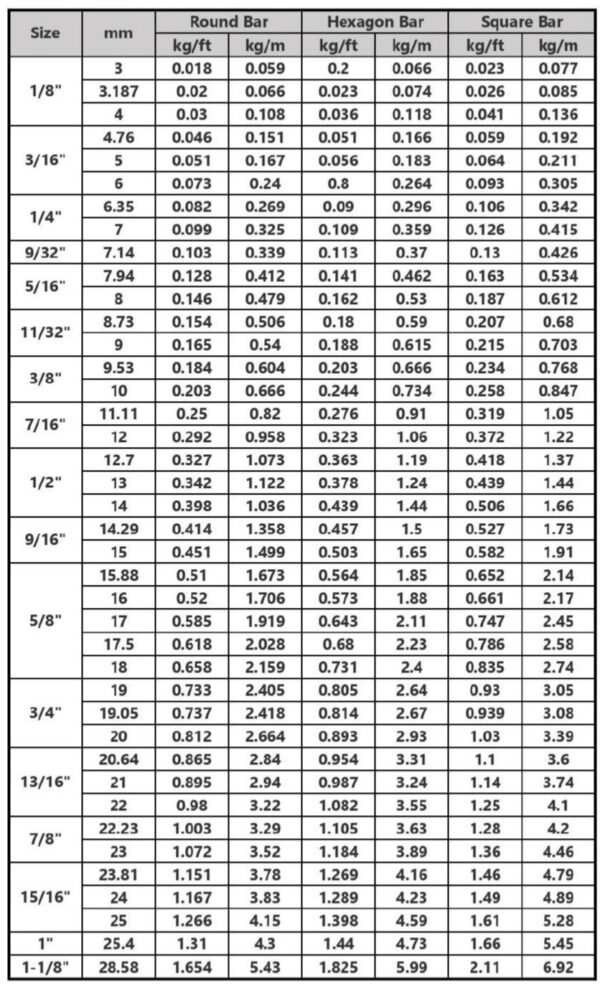 Size mm Round Bar Hexagon Bar Square Bar
kg/ft kg/m kg/ft kg/m kg/ft kg/m
1/8" 3 0.018 0.059 0.2 0.066 0.023 0.077
3.187 0.02 0.066 0.023 0.074 0.026 0.085
4 0.03 0.108 0.036 0.118 0.041 0.136
3/16" 4.76 0.046 0.151 0.051 0.166 0.059 0.192
5 0.051 0.167 0.056 0.183 0.064 0.211
6 0.073 0.24 0.8 0.264 0.093 0.305
1/4" 6.35 0.082 0.269 0.09 0.296 0.106 0.342
7 0.099 0.325 0.109 0.359 0.126 0.415
9/32" 7.14 0.103 0.339 0.113 0.37 0.13 0.426
5/16" 7.94 0.128 0.412 0.141 0.462 0.163 0.534
8 0.146 0.479 0.162 0.53 0.187 0.612
11/32" 8.73 0.154 0.506 0.18 0.59 0.207 0.68
9 0.165 0.54 0.188 0.615 0.215 0.703
3/8" 9.53 0.184 0.604 0.203 0.666 0.234 0.768
10 0.203 0.666 0.244 0.734 0.258 0.847
7/16" 11.11 0.25 0.82 0.276 0.91 0.319 1.05
12 0.292 0.958 0.323 1.06 0.372 1.22
1/2" 12.7 0.327 1.073 0.363 1.19 0.418 1.37
13 0.342 1.122 0.378 1.24 0.439 1.44
14 0.398 1.036 0.439 1.44 0.506 1.66
9/16" 14.29 0.414 1.358 0.457 1.5 0.527 1.73
15 0.451 1.499 0.503 1.65 0.582 1.91
5/8" 15.88 0.51 1.673 0.564 1.85 0.652 2.14
16 0.52 1.706 0.573 1.88 0.661 2.17
17 0.585 1.919 0.643 2.11 0.747 2.45
17.5 0.618 2.028 0.68 2.23 0.786 2.58
18 0.658 2.159 0.731 2.4 0.835 2.74
3/4" 19 0.733 2.405 0.805 2.64 0.93 3.05
19.05 0.737 2.418 0.814 2.67 0.939 3.08
20 0.812 2.664 0.893 2.93 1.03 3.39
13/16" 20.64 0.865 2.84 0.954 3.31 1.1 3.6
21 0.895 2.94 0.987 3.24 1.14 3.74
22 0.98 3.22 1.082 3.55 1.25 4.1
7/8" 22.23 1.003 3.29 1.105 3.63 1.28 4.2
23 1.072 3.52 1.184 3.89 1.36 4.46
15/16" 23.81 1.151 3.78 1.269 4.16 1.46 4.79
24 1.167 3.83 1.289 4.23 1.49 4.89
25 1.266 4.15 1.398 4.59 1.61 5.28
1" 25.4 1.31 4.3 1.44 4.73 1.66 5.45
1-1/8" 28.58 1.654 5.43 1.825 5.99 2.11 6.92